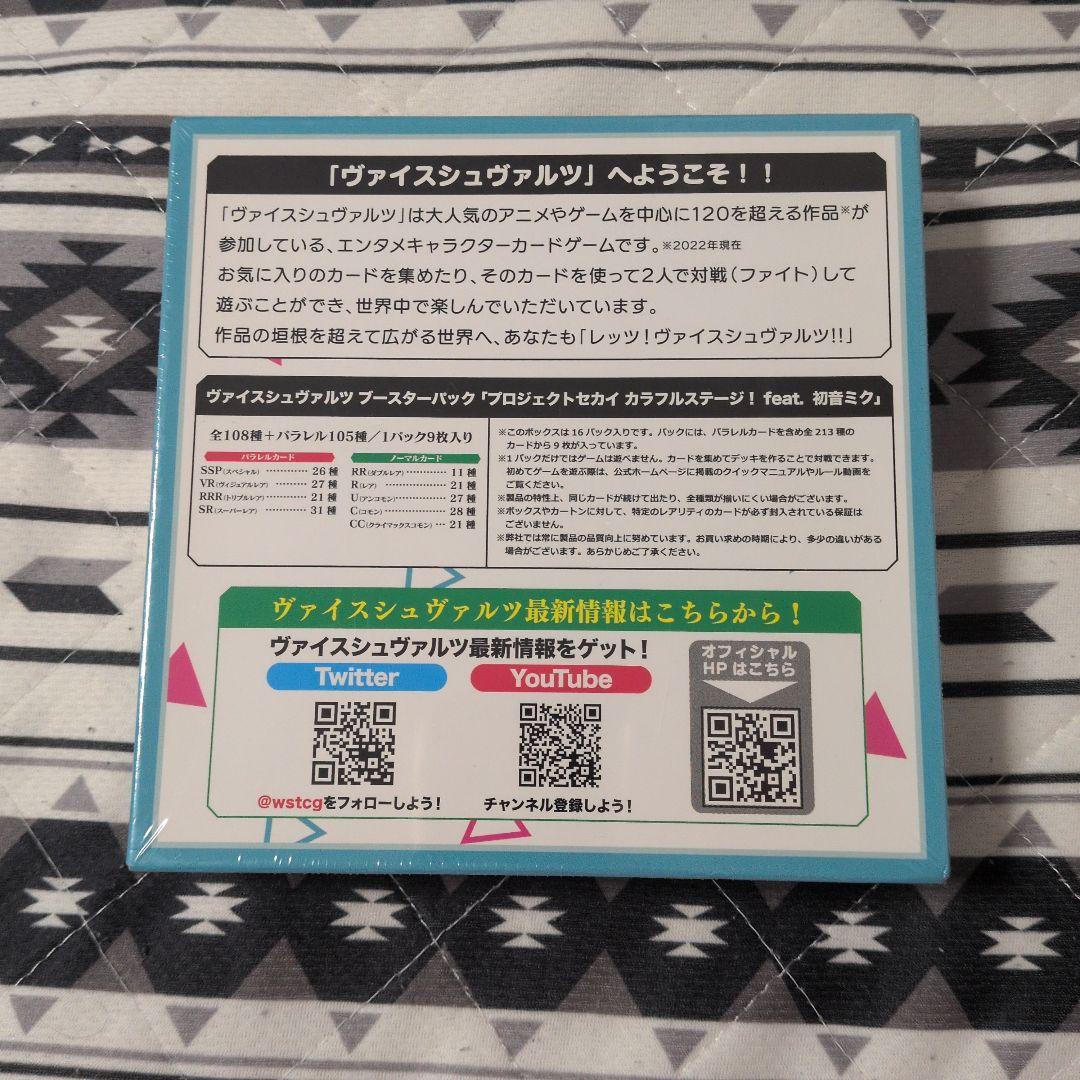 「ヴァイスシュヴァルツ」へようこそ！！
「ヴァイスシュヴァルツ」は大人気のアニメやゲームを中心に120を超える作品※が
参加している、エンタメキャラクターカードゲームです。※2022年現在
お気に入りのカードを集めたり、そのカードを使って2人で対戦（ファイト）して
遊ぶことができ、世界中で楽しんでいただいています。
作品の垣根を超えて広がる世界へ、あなたも「レッツ！ヴァイスシュヴァルツ!!」
ヴァイスシュヴァルツ ブースターパック「プロジェクトセカイ カラフルステージ！ feat. 初音ミク」
全108種＋パラレル105種／1パック9枚入り
パラレルカード
SSP（スペシャル）………… 26種
VR（ヴィジュアルレア）……… 27種
RRR（トリプルレア）……… 21種
SR（スーパーレア）………… 31種
ノーマルカード
RR（ダブルレア）………… 11種
R（レア）……………… 21種
U（アンコモン）………… 27種
C（コモン）…………… 28種
CC（クライマックスコモン）… 21種
※このボックスは16パック入りです。パックには、パラレルカードを含め全213種の
カードから9枚が入っています。
※1パックだけではゲームは遊べません。カードを集めてデッキを作ることで対戦できます。
初めてゲームを遊ぶ際は、公式ホームページに掲載のクイックマニュアルやルール動画を
ご覧ください。
※製品の特性上、同じカードが続けて出たり、全種類が揃いにくい場合がございます。
※ボックスやカートンに対して、特定のレアリティのカードが必ず封入されている保証は
ございません。
※弊社では常に製品の品質向上に努めています。お買い求めの時期により、多少の違いがある
場合がございます。あらかじめご了承ください。
ヴァイスシュヴァルツ最新情報はこちらから！
ヴァイスシュヴァルツ最新情報をゲット！
Twitter
@wstcgをフォローしよう！
YouTube
チャンネル登録しよう！
オフィシャル
HPはこちら